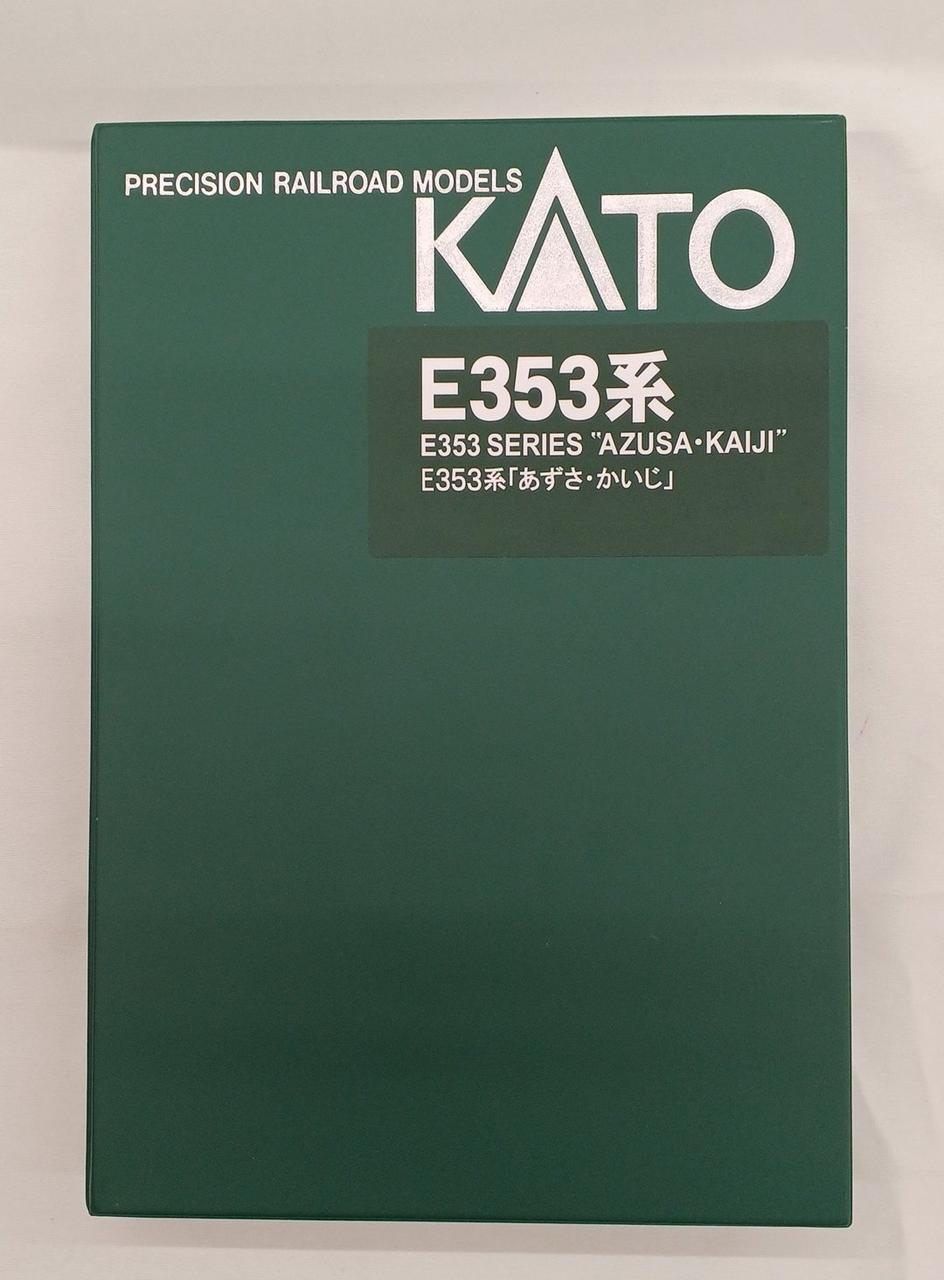 PRECISION RAILROAD MODELS
KATO
E353系
E353 SERIES “AZUSA・KAIJI”
E353系「あずさ・かいじ」